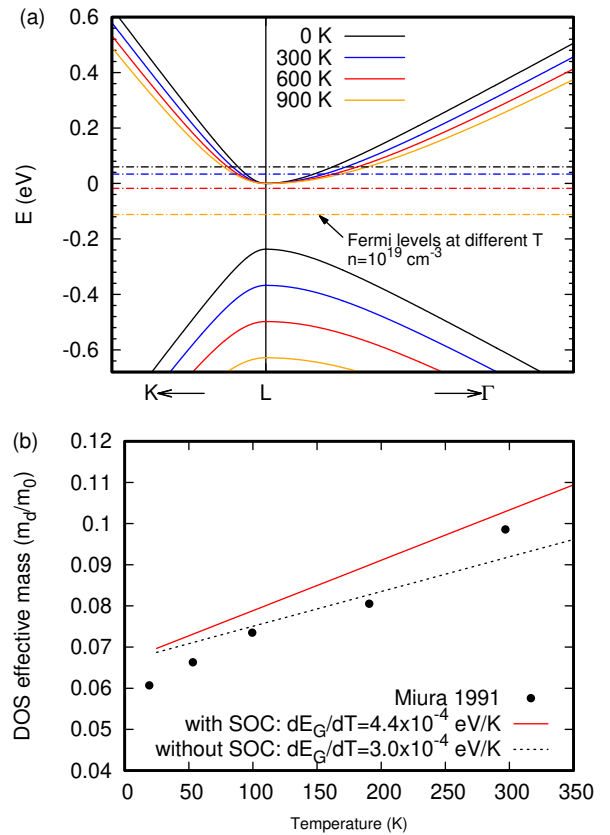 (a)
0.6
0.4
0.2
0
-0.2
-0.4
-0.6
E (eV)
0 K
300 K
600 K
900 K
Fermi levels at different T
n=10¹⁹ cm⁻³
K L Γ
(b)
0.12
0.11
0.1
0.09
0.08
0.07
0.06
0.05
0.04
DOS effective mass (m_d/m_0)
Miura 1991
with SOC: dE_G/dT=4.4x10⁻⁴ eV/K
without SOC: dE_G/dT=3.0x10⁻⁴ eV/K
0 50 100 150 200 250 300 350
Temperature (K)